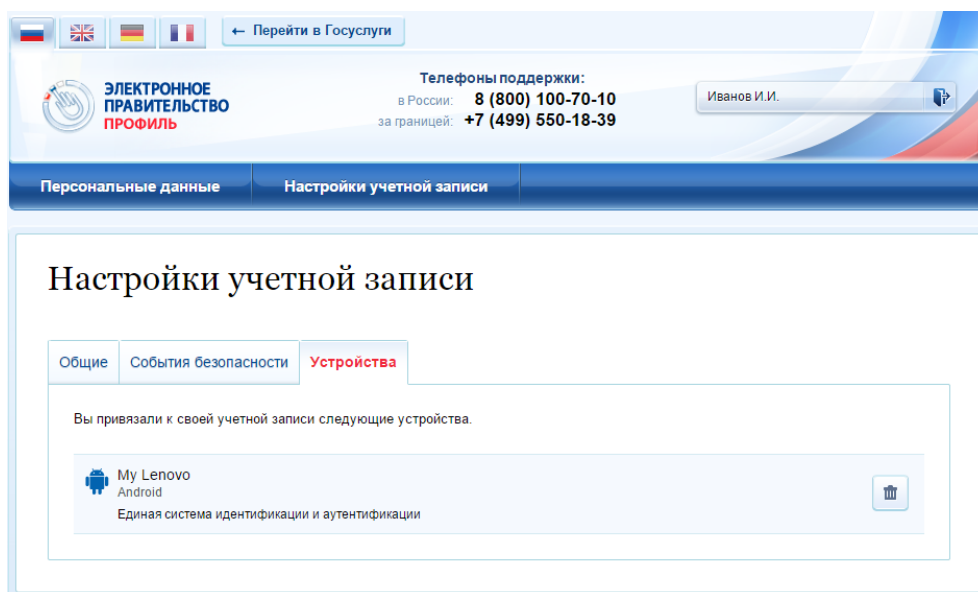 ← Перейти в Госуслуги
ЭЛЕКТРОННОЕ
ПРАВИТЕЛЬСТВО
ПРОФИЛЬ
Телефоны поддержки:
в России: 8 (800) 100-70-10
за границей: +7 (499) 550-18-39
Иванов И.И.
Персональные данные Настройки учетной записи
Настройки учетной записи
Общие События безопасности Устройства
Вы привязали к своей учетной записи следующие устройства.
My Lenovo
Android
Единая система идентификации и аутентификации